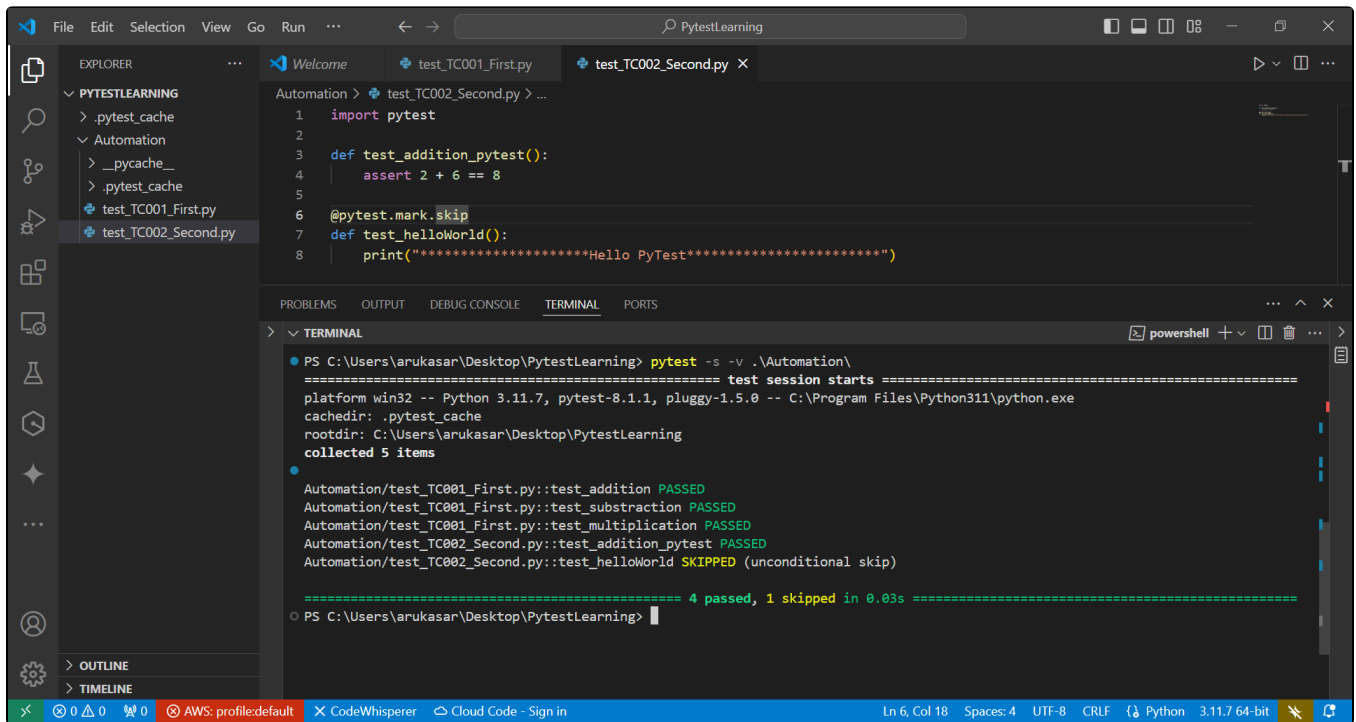 File Edit Selection View Go Run ··· PytestLearning
EXPLORER ···
PYTESTLEARNING
.pytest_cache
Automation
__pycache__
.pytest_cache
test_TC001_First.py
test_TC002_Second.py
OUTLINE
TIMELINE
Welcome test_TC001_First.py test_TC002_Second.py
Automation > test_TC002_Second.py > ...
1 import pytest
2
3 def test_addition_pytest():
4 assert 2 + 6 == 8
5
6 @pytest.mark.skip
7 def test_helloWorld():
8 print("*********************Hello PyTest************************")
PROBLEMS OUTPUT DEBUG CONSOLE TERMINAL PORTS
TERMINAL powershell
PS C:\Users\arukasar\Desktop\PytestLearning> pytest -s -v .\Automation\
==================================================== test session starts ====================================================
platform win32 -- Python 3.11.7, pytest-8.1.1, pluggy-1.5.0 -- C:\Program Files\Python311\python.exe
cachedir: .pytest_cache
rootdir: C:\Users\arukasar\Desktop\PytestLearning
collected 5 items
Automation/test_TC001_First.py::test_addition PASSED
Automation/test_TC001_First.py::test_substraction PASSED
Automation/test_TC001_First.py::test_multiplication PASSED
Automation/test_TC002_Second.py::test_addition_pytest PASSED
Automation/test_TC002_Second.py::test_helloWorld SKIPPED (unconditional skip)
=============================================== 4 passed, 1 skipped in 0.03s ================================================
PS C:\Users\arukasar\Desktop\PytestLearning>
0 0 0 AWS: profile:default CodeWhisperer Cloud Code - Sign in Ln 6, Col 18 Spaces: 4 UTF-8 CRLF Python 3.11.7 64-bit